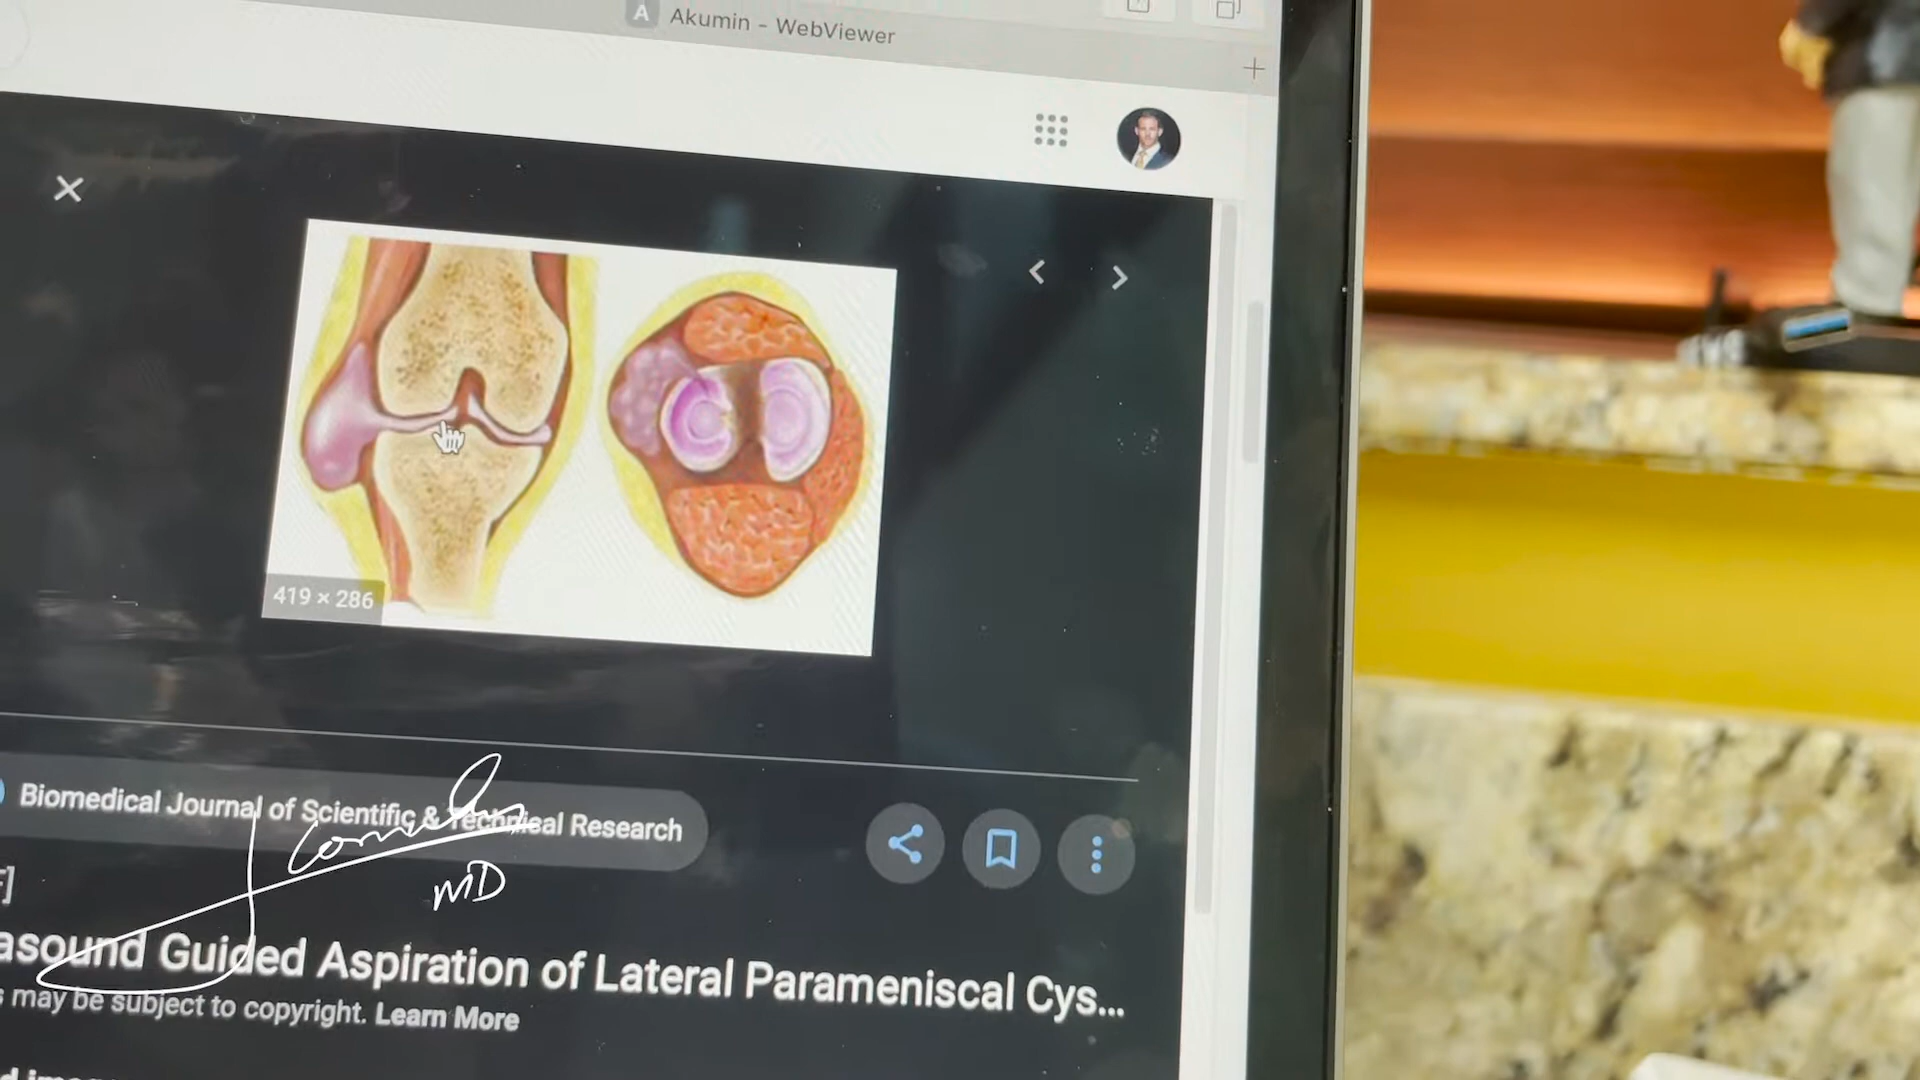 A Akumin - WebViewer
419 × 286
Biomedical Journal of Scientific & Technical Research
MD
asound Guided Aspiration of Lateral Parameniscal Cys...
may be subject to copyright. Learn More